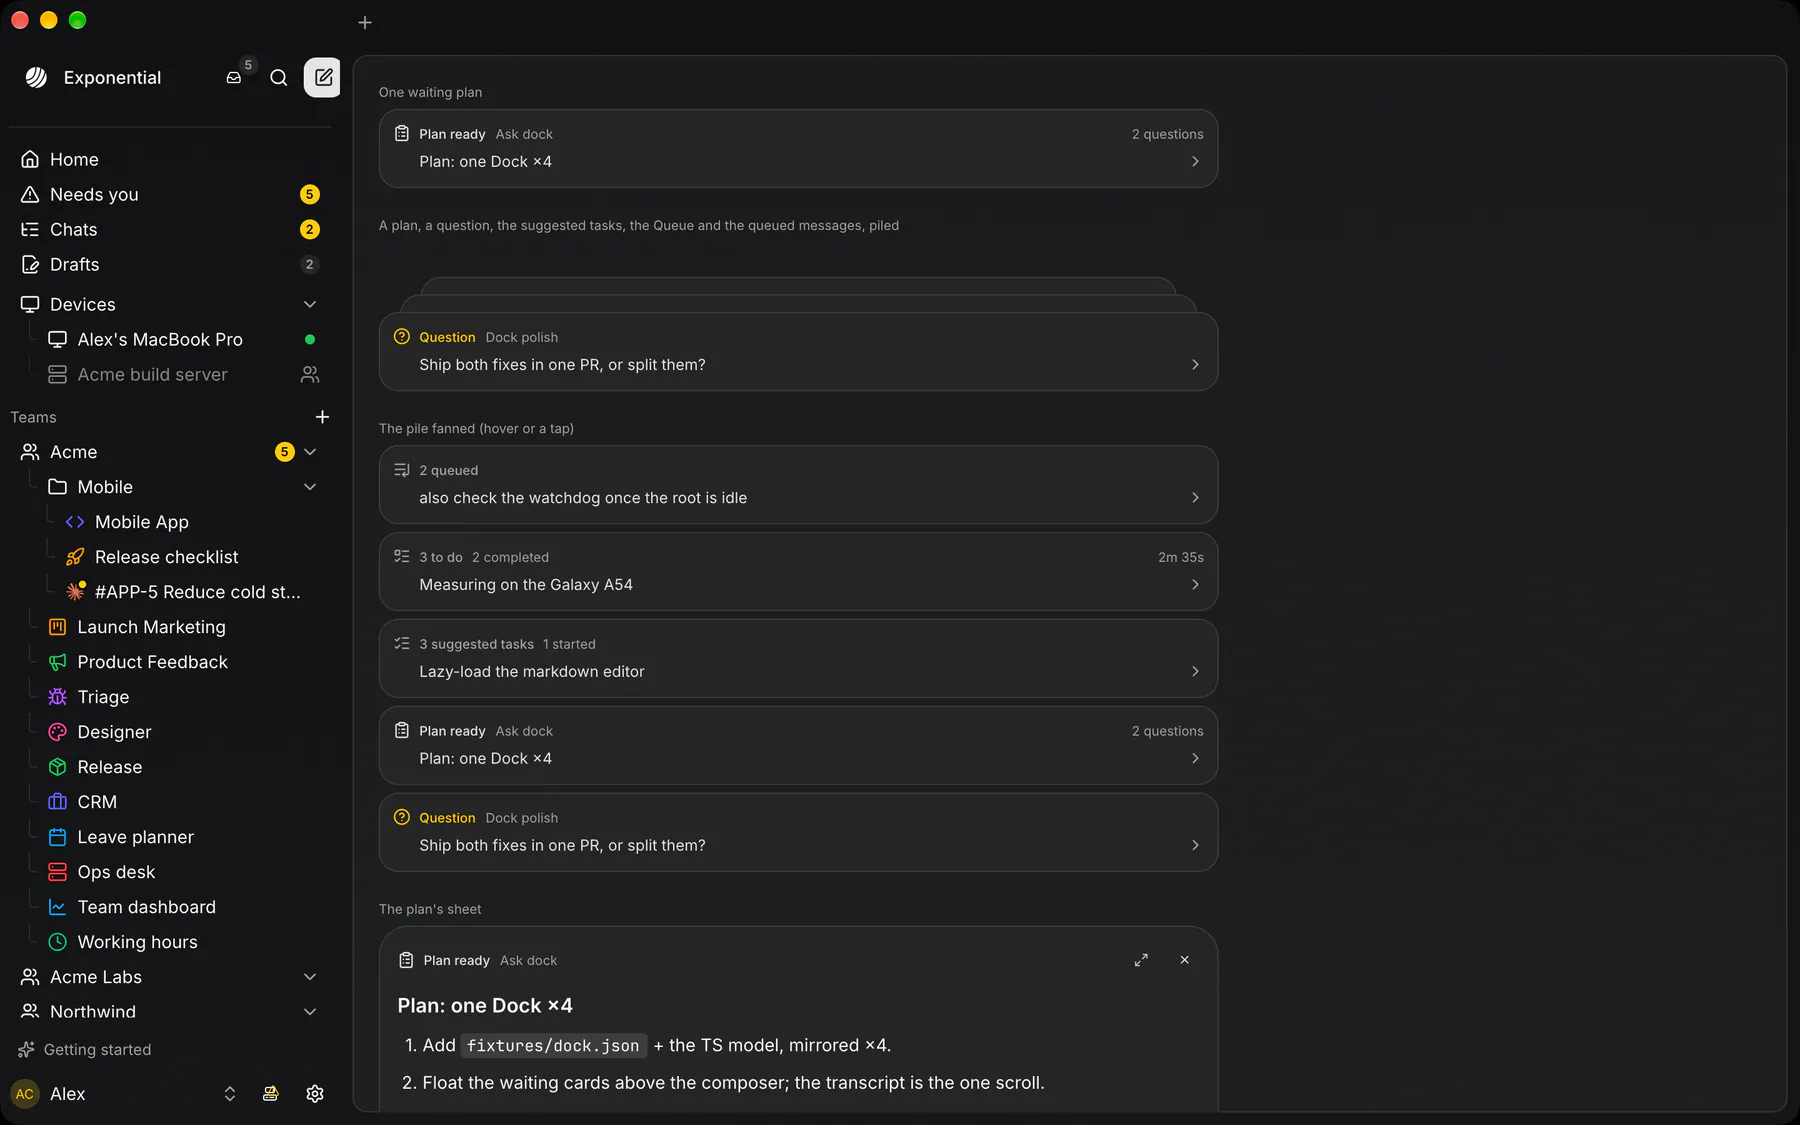 Exponential
5
Home
Needs you
5
Chats
2
Drafts
2
Devices
Alex's MacBook Pro
Acme build server
Teams
Acme
5
Mobile
Mobile App
Release checklist
#APP-5 Reduce cold st...
Launch Marketing
Product Feedback
Triage
Designer
Release
CRM
Leave planner
Ops desk
Team dashboard
Working hours
Acme Labs
Northwind
Getting started
AC
Alex
One waiting plan
Plan ready Ask dock
2 questions
Plan: one Dock ×4
A plan, a question, the suggested tasks, the Queue and the queued messages, piled
Question Dock polish
Ship both fixes in one PR, or split them?
The pile fanned (hover or a tap)
2 queued
also check the watchdog once the root is idle
3 to do 2 completed
2m 35s
Measuring on the Galaxy A54
3 suggested tasks 1 started
Lazy-load the markdown editor
Plan ready Ask dock
2 questions
Plan: one Dock ×4
Question Dock polish
Ship both fixes in one PR, or split them?
The plan's sheet
Plan ready Ask dock
Plan: one Dock ×4
1. Add fixtures/dock.json + the TS model, mirrored ×4.
2. Float the waiting cards above the composer; the transcript is the one scroll.